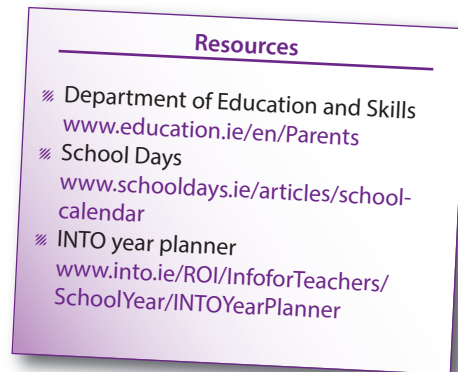 Resources
Department of Education and Skills
www.education.ie/en/Parents
School Days
www.schooldays.ie/articles/school-
calendar
INTO year planner
www.into.ie/ROI/InfoforTeachers/
SchoolYear/INTOYearPlanner